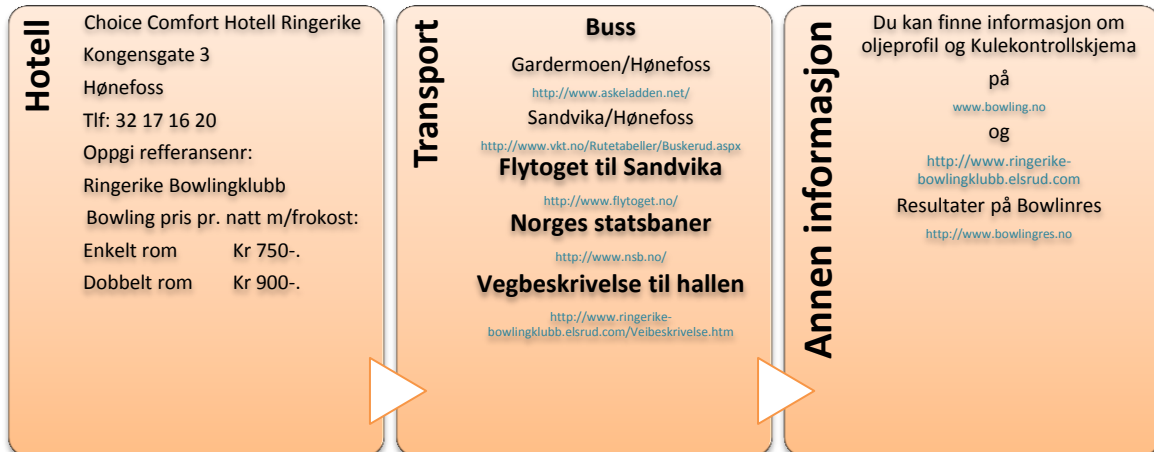 Hotell
Choice Comfort Hotell Ringerike
Kongensgate 3
Hønefoss
Tlf: 32 17 16 20
Oppgi refferansenr:
Ringerike Bowlingklubb
Bowling pris pr. natt m/frokost:
Enkelt rom Kr 750-.
Dobbelt rom Kr 900-.
Transport
Buss
Gardermoen/Hønefoss
http://www.askeladden.net/
Sandvika/Hønefoss
http://www.vkt.no/Rutetabeller/Buskerud.aspx
Flytoget til Sandvika
http://www.flytoget.no/
Norges statsbaner
http://www.nsb.no/
Vegbeskrivelse til hallen
http://www.ringerike-
bowlingklubb.elsrud.com/Veibeskrivelse.htm
Annen informasjon
Du kan finne informasjon om
oljeprofil og Kulekontrollskjema
på
www.bowling.no
og
http://www.ringerike-
bowlingklubb.elsrud.com
Resultater på Bowlinres
http://www.bowlingres.no